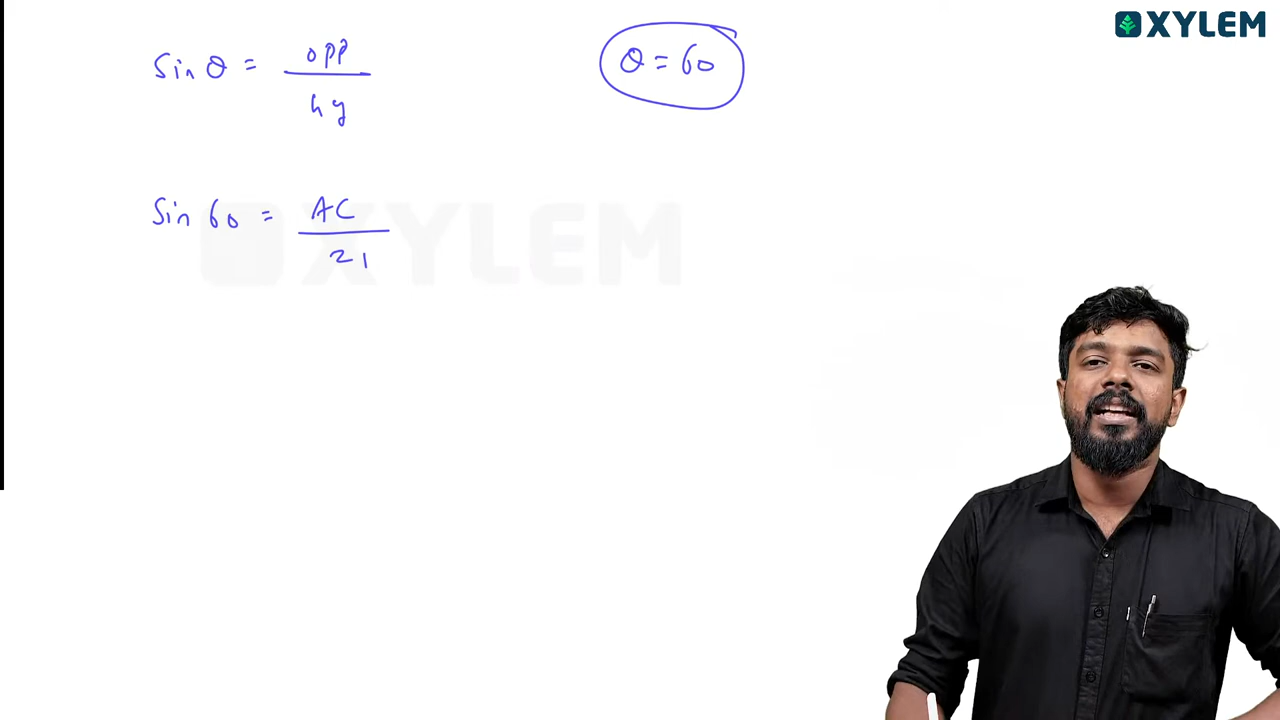 XYLEM
Sin θ = opp / hy
θ = 60
Sin 60 = AC / 21
XYLEM